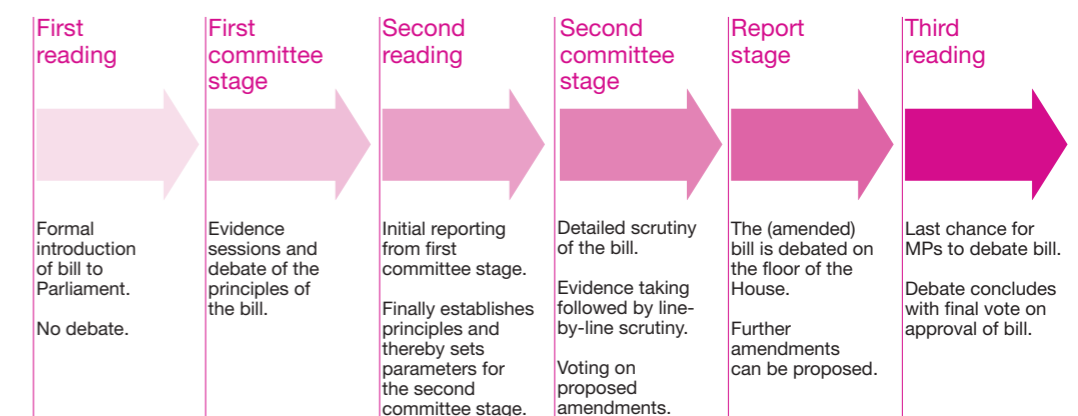 First
reading
First
committee
stage
Second
reading
Second
committee
stage
Report
stage
Third
reading
Formal
introduction
of bill to
Parliament.
No debate.
Evidence
sessions and
debate of the
principles of
the bill.
Initial reporting
from first
committee stage.
Finally establishes
principles and
thereby sets
parameters for
the second
committee stage.
Detailed scrutiny
of the bill.
Evidence taking
followed by line-
by-line scrutiny.
Voting on
proposed
amendments.
The (amended)
bill is debated on
the floor of the
House.
Further
amendments
can be proposed.
Last chance for
MPs to debate bill.
Debate concludes
with final vote on
approval of bill.